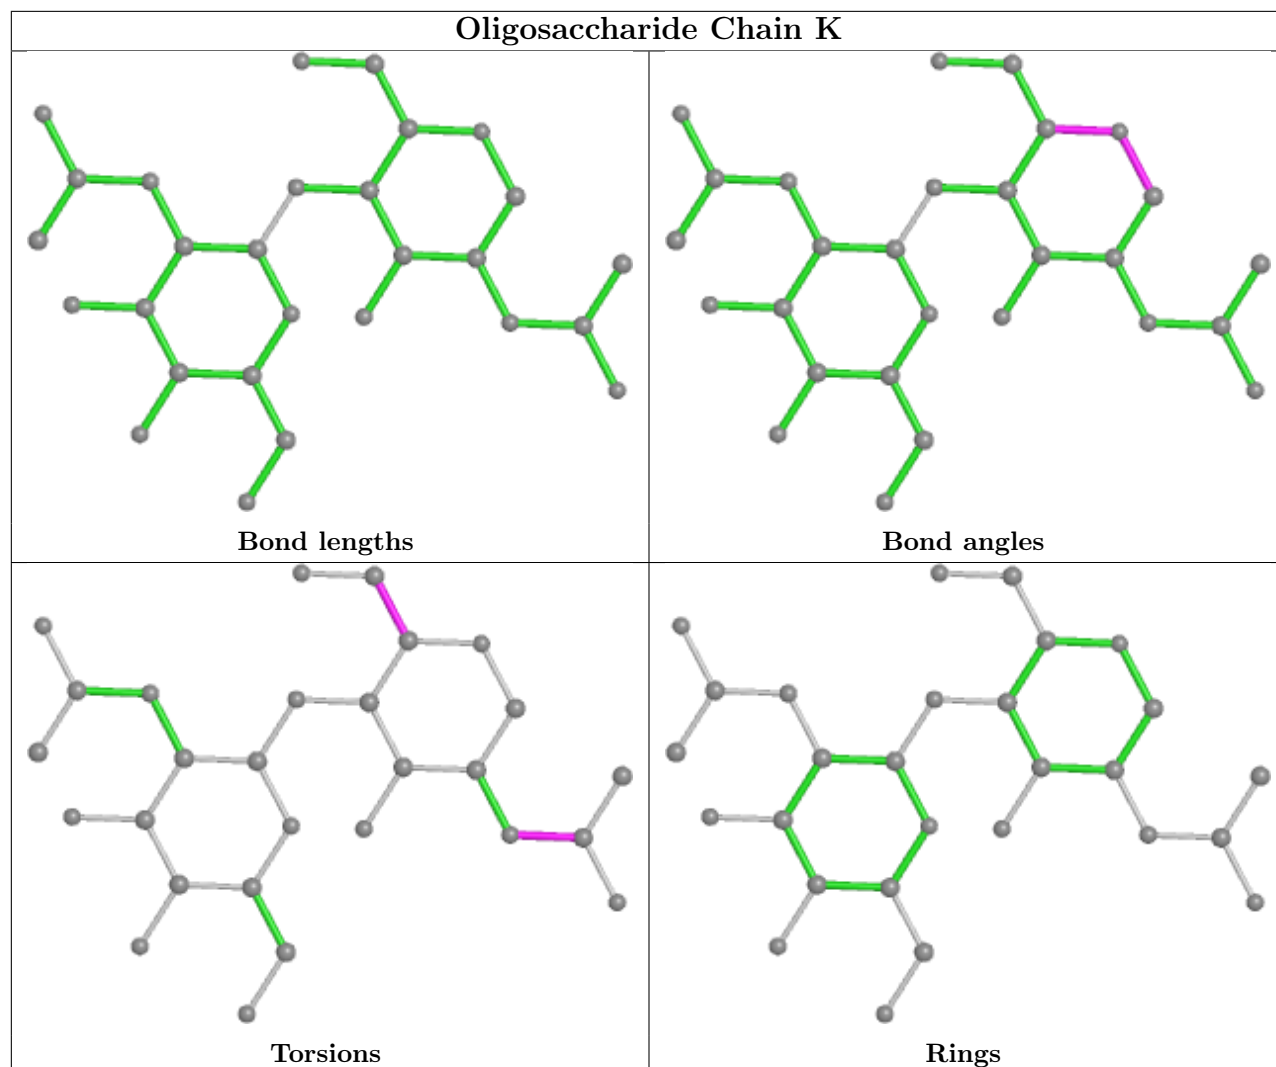 Oligosaccharide Chain K
Bond lengths
Bond angles
Torsions
Rings